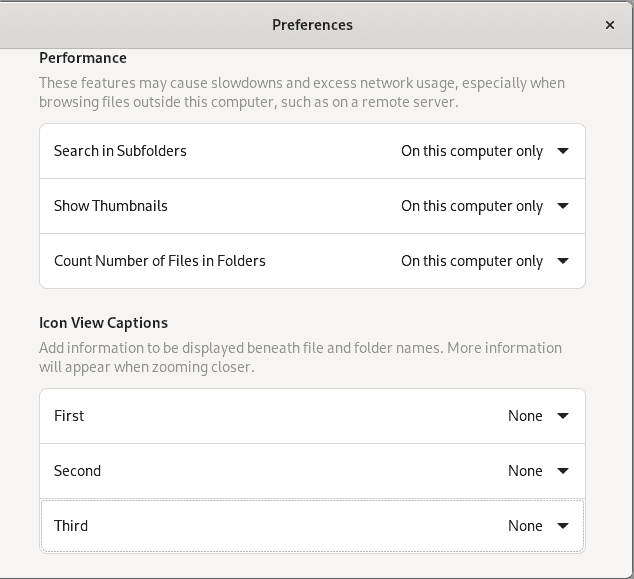 Preferences
Performance
These features may cause slowdowns and excess network usage, especially when
browsing files outside this computer, such as on a remote server.
Search in Subfolders On this computer only
Show Thumbnails On this computer only
Count Number of Files in Folders On this computer only
Icon View Captions
Add information to be displayed beneath file and folder names. More information
will appear when zooming closer.
First None
Second None
Third None